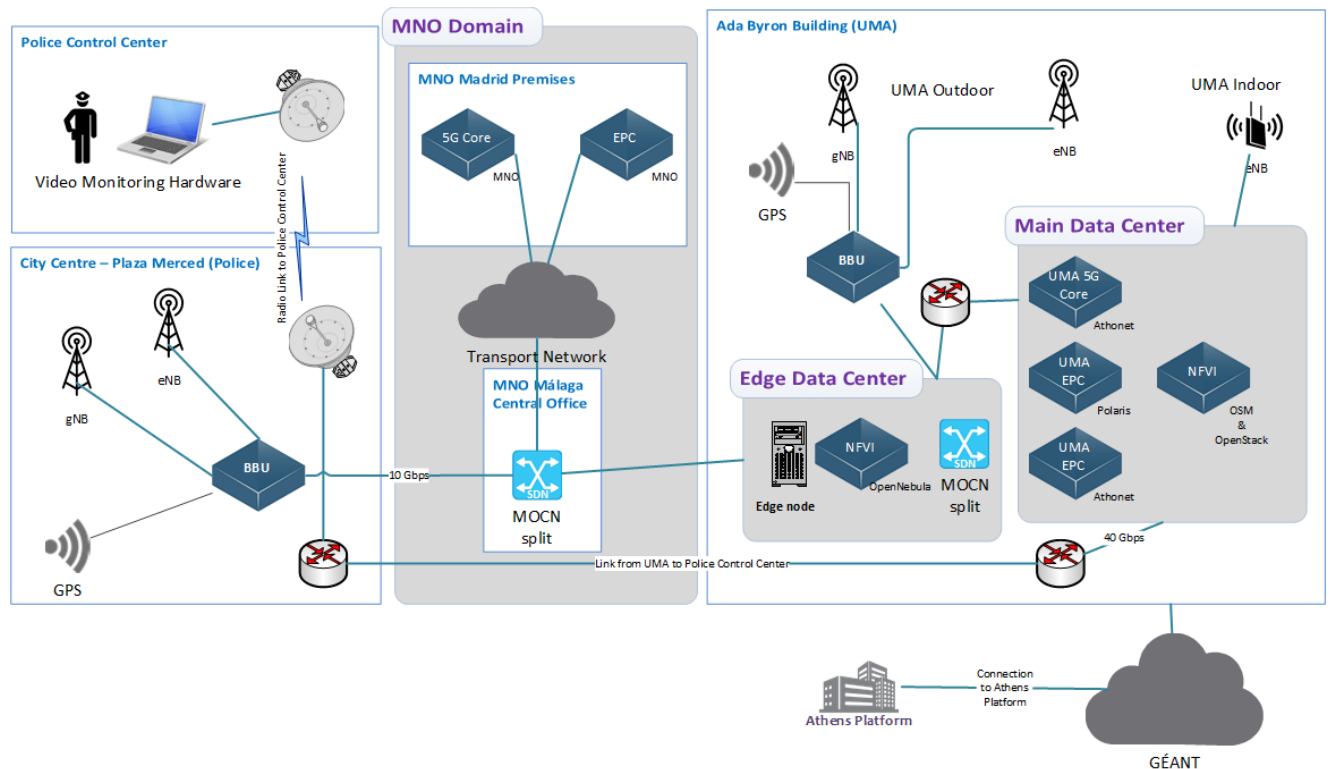 Police Control Center
Video Monitoring Hardware
Radio Link to Police Control Center
City Centre – Plaza Merced (Police)
eNB
gNB
BBU
GPS
MNO Domain
MNO Madrid Premises
5G Core
MNO
EPC
MNO
Transport Network
MNO Málaga
Central Office
10 Gbps
SDN
MOCN
split
Link from UMA to Police Control Center
Ada Byron Building (UMA)
UMA Outdoor
UMA Indoor
gNB
eNB
eNB
GPS
BBU
Main Data Center
UMA 5G
Core
Athonet
UMA
EPC
Polaris
NFVI
OSM
&
OpenStack
UMA
EPC
Athonet
Edge Data Center
Edge node
NFVI
OpenNebula
SDN
MOCN
split
40 Gbps
Connection
to Athens
Platform
Athens Platform
GÉANT